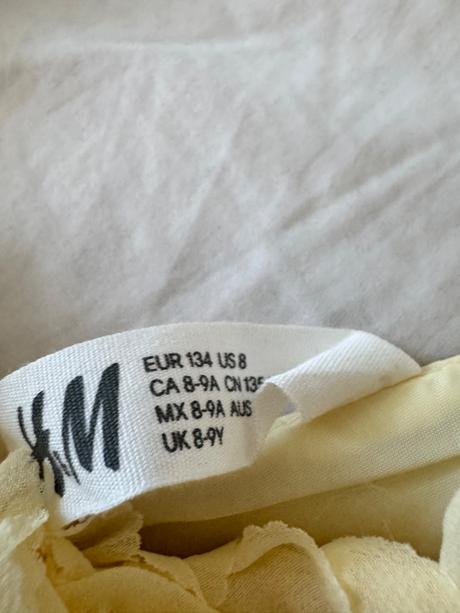 H&M
EUR 134 US 8
CA 8-9A CN 135
MX 8-9A AUS
UK 8-9Y